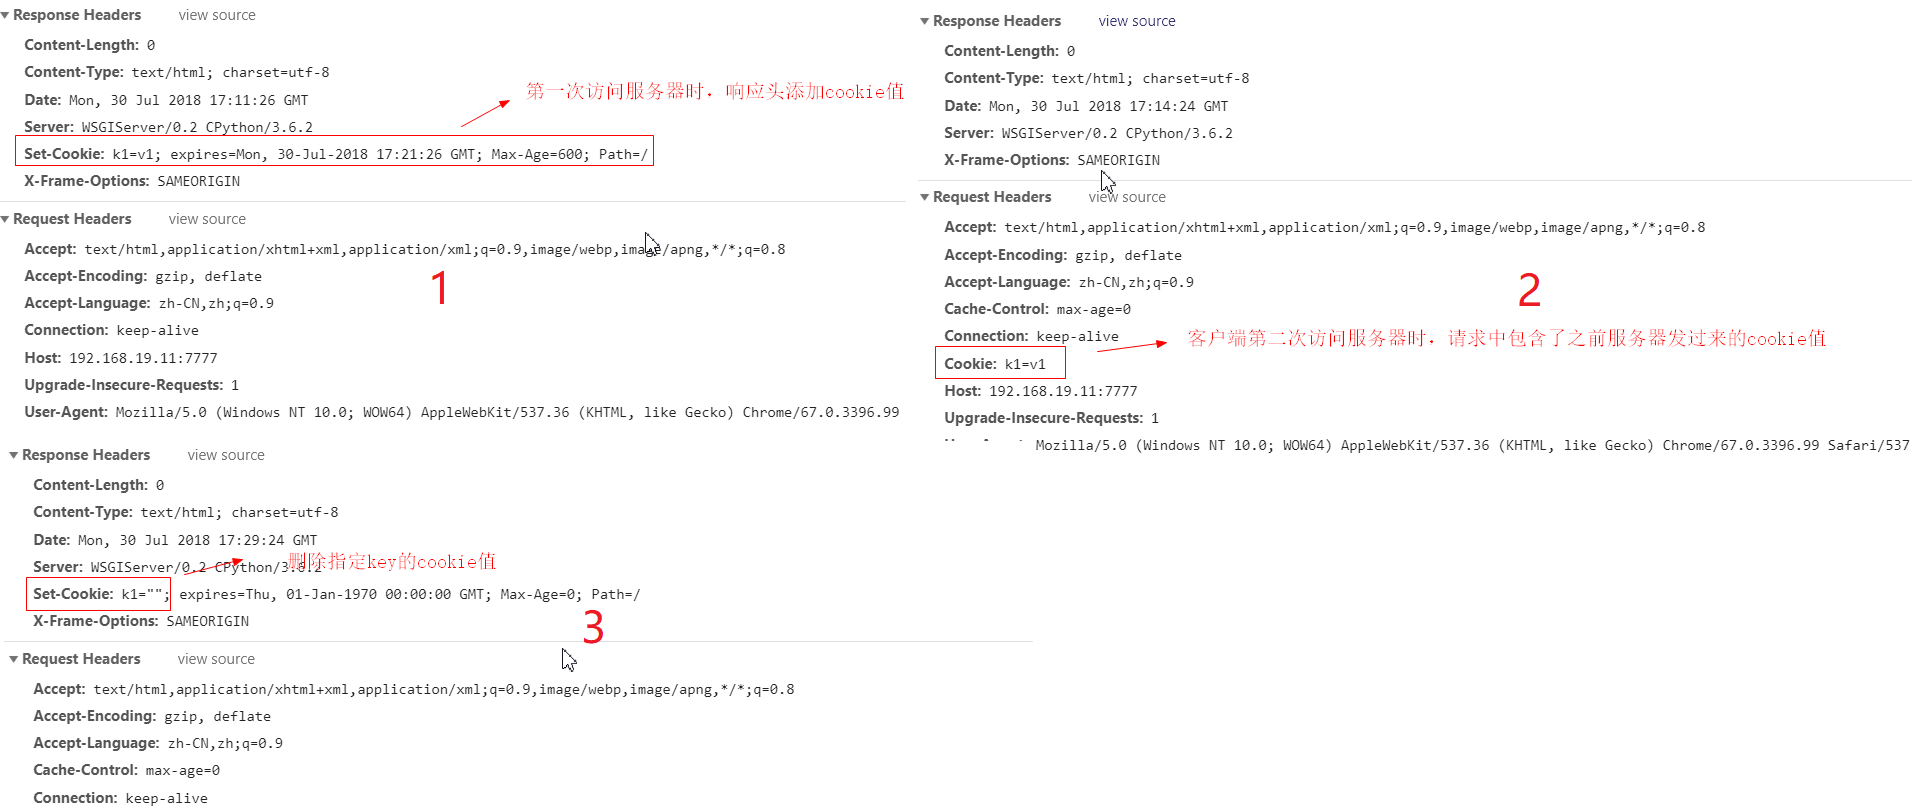 Response Headers view source
Content-Length: 0
Content-Type: text/html; charset=utf-8
Date: Mon, 30 Jul 2018 17:11:26 GMT
第一次访问服务器时，响应头添加cookie值
Server: WSGIServer/0.2 CPython/3.6.2
Set-Cookie: k1=v1; expires=Mon, 30-Jul-2018 17:21:26 GMT; Max-Age=600; Path=/
X-Frame-Options: SAMEORIGIN
Request Headers view source
Accept: text/html,application/xhtml+xml,application/xml;q=0.9,image/webp,image/apng,*/*;q=0.8
Accept-Encoding: gzip, deflate
1
Accept-Language: zh-CN,zh;q=0.9
Connection: keep-alive
Host: 192.168.19.11:7777
Upgrade-Insecure-Requests: 1
User-Agent: Mozilla/5.0 (Windows NT 10.0; WOW64) AppleWebKit/537.36 (KHTML, like Gecko) Chrome/67.0.3396.99
Response Headers view source
Content-Length: 0
Content-Type: text/html; charset=utf-8
Date: Mon, 30 Jul 2018 17:14:24 GMT
Server: WSGIServer/0.2 CPython/3.6.2
X-Frame-Options: SAMEORIGIN
Request Headers view source
Accept: text/html,application/xhtml+xml,application/xml;q=0.9,image/webp,image/apng,*/*;q=0.8
Accept-Encoding: gzip, deflate
Accept-Language: zh-CN,zh;q=0.9
2
Cache-Control: max-age=0
Connection: keep-alive
客户端第二次访问服务器时，请求中包含了之前服务器发过来的cookie值
Cookie: k1=v1
Host: 192.168.19.11:7777
Upgrade-Insecure-Requests: 1
Mozilla/5.0 (Windows NT 10.0; WOW64) AppleWebKit/537.36 (KHTML, like Gecko) Chrome/67.0.3396.99 Safari/537
Response Headers view source
Content-Length: 0
Content-Type: text/html; charset=utf-8
Date: Mon, 30 Jul 2018 17:29:24 GMT
删除指定key的cookie值
Server: WSGIServer/0.2 CPython/3.6.2
Set-Cookie: k1=""; expires=Thu, 01-Jan-1970 00:00:00 GMT; Max-Age=0; Path=/
X-Frame-Options: SAMEORIGIN
3
Request Headers view source
Accept: text/html,application/xhtml+xml,application/xml;q=0.9,image/webp,image/apng,*/*;q=0.8
Accept-Encoding: gzip, deflate
Accept-Language: zh-CN,zh;q=0.9
Cache-Control: max-age=0
Connection: keep-alive